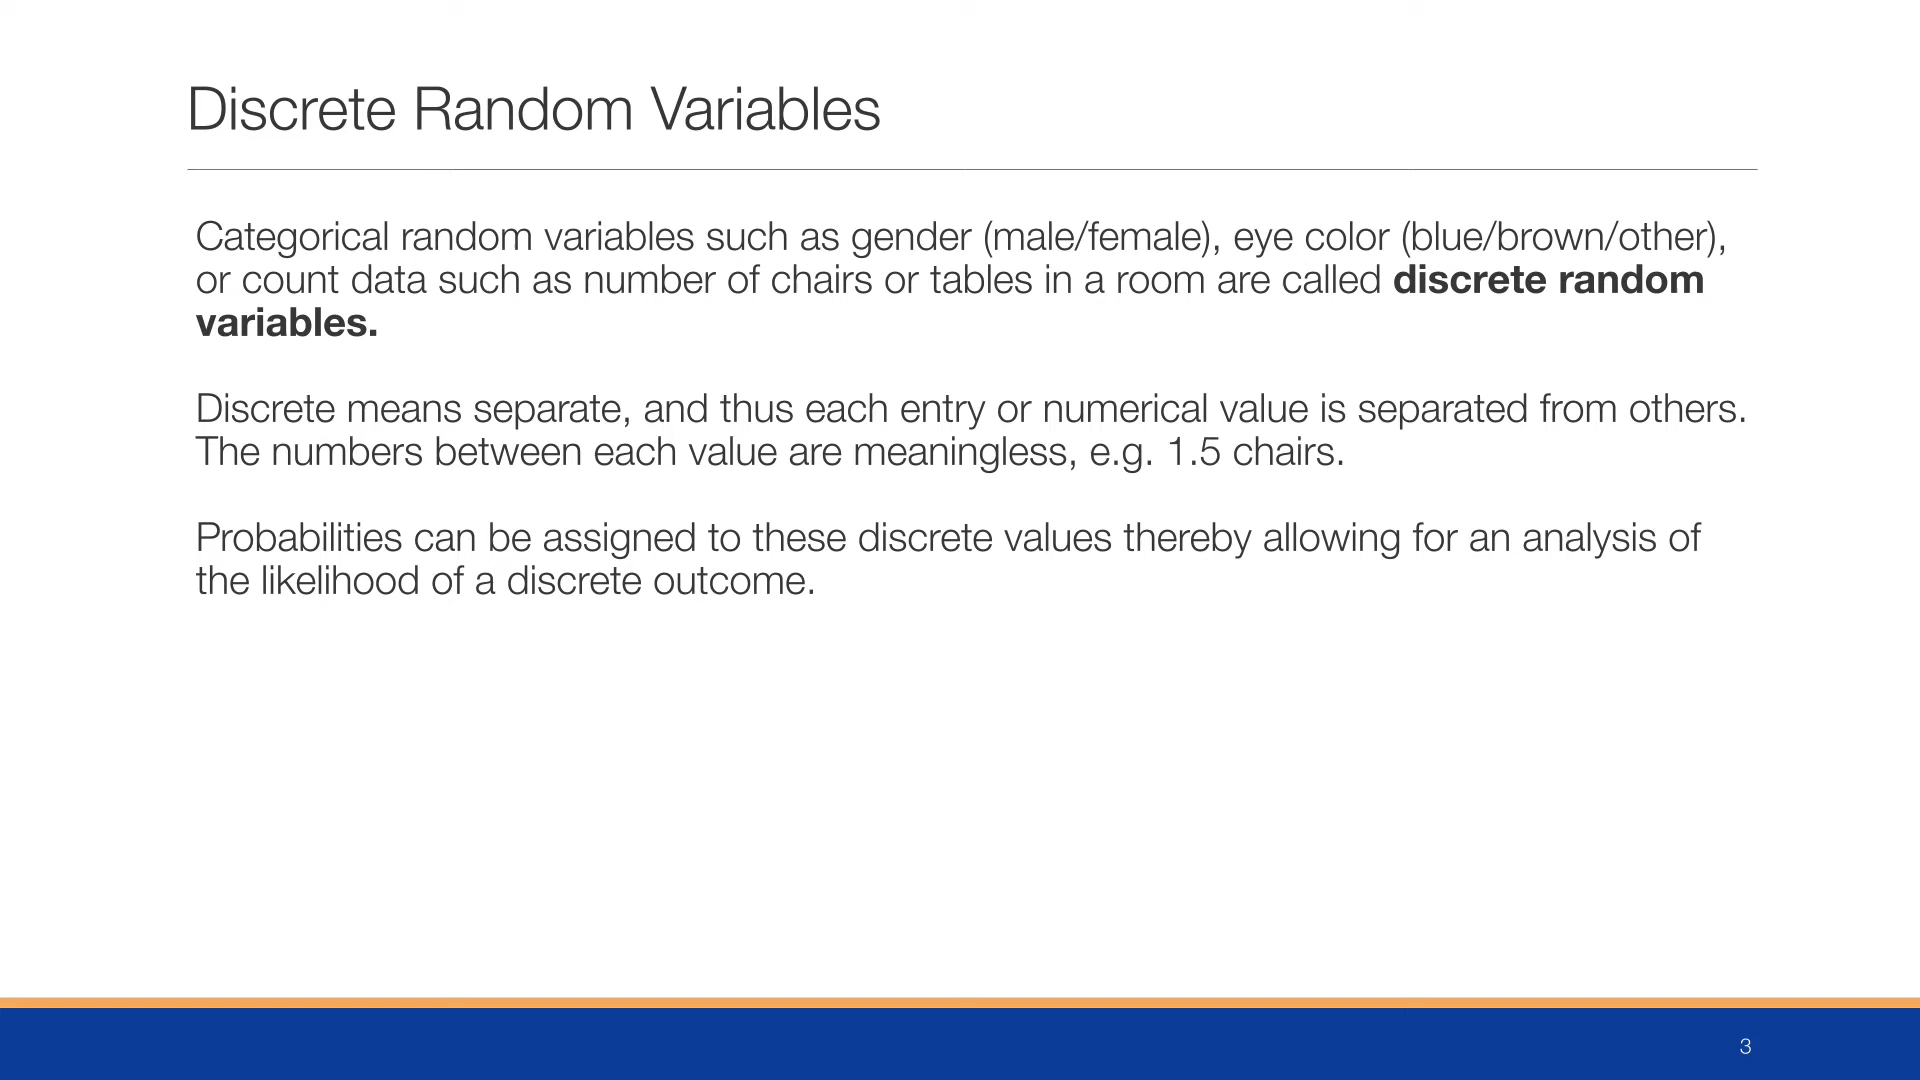 Discrete Random Variables
Categorical random variables such as gender (male/female), eye color (blue/brown/other),
or count data such as number of chairs or tables in a room are called discrete random
variables.
Discrete means separate, and thus each entry or numerical value is separated from others.
The numbers between each value are meaningless, e.g. 1.5 chairs.
Probabilities can be assigned to these discrete values thereby allowing for an analysis of
the likelihood of a discrete outcome.
3